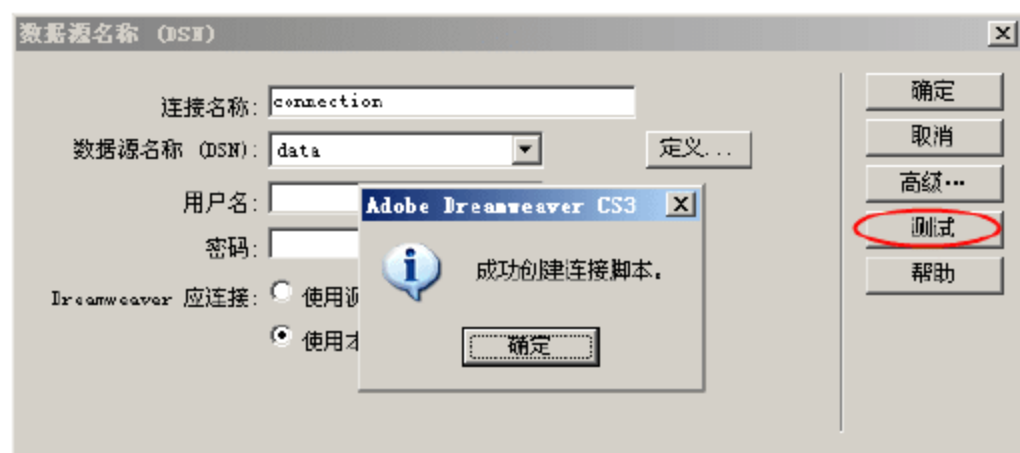 数据源名称 (DSN)
连接名称: connection
数据源名称 (DSN): data
定义...
用户名:
密码:
Dreamweaver 应连接:
使用测
使用本
确定
取消
高级...
测试
帮助
Adobe Dreamweaver CS3
成功创建连接脚本。
确定